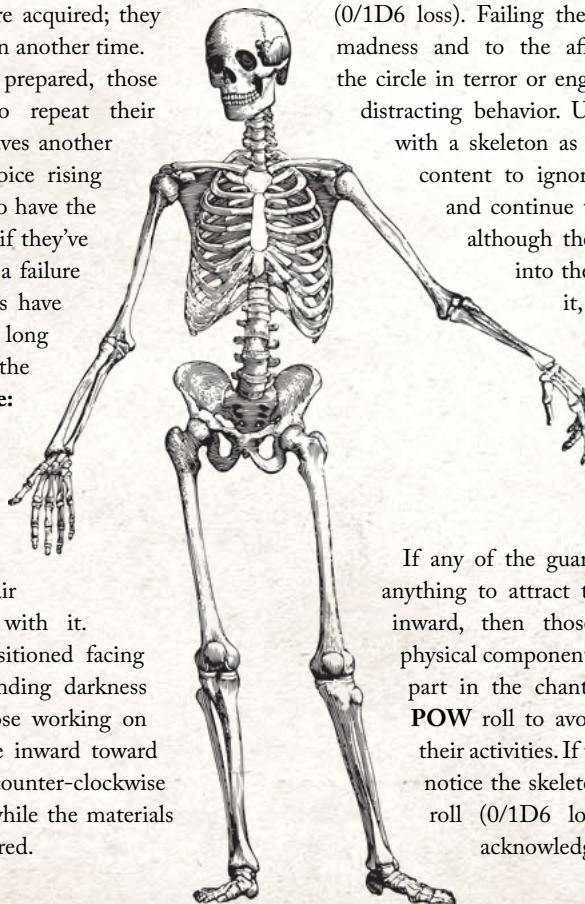 re acquired; they
n another time.
prepared, those
o repeat their
ves another
oice rising
o have the
if they’ve
a failure
s have
long
the
e:
ir
with it.
sitioned facing
nding darkness
ose working on
e inward toward
counter-clockwise
while the materials
red.
(0/1D6 loss). Failing the
madness and to the af
the circle in terror or eng
distracting behavior. U
with a skeleton as
content to ignor
and continue
although the
into the
it,
If any of the guar
anything to attract t
inward, then those
physical component
part in the chant
POW roll to avo
their activities. If
notice the skelet
roll (0/1D6 lo
acknowledg